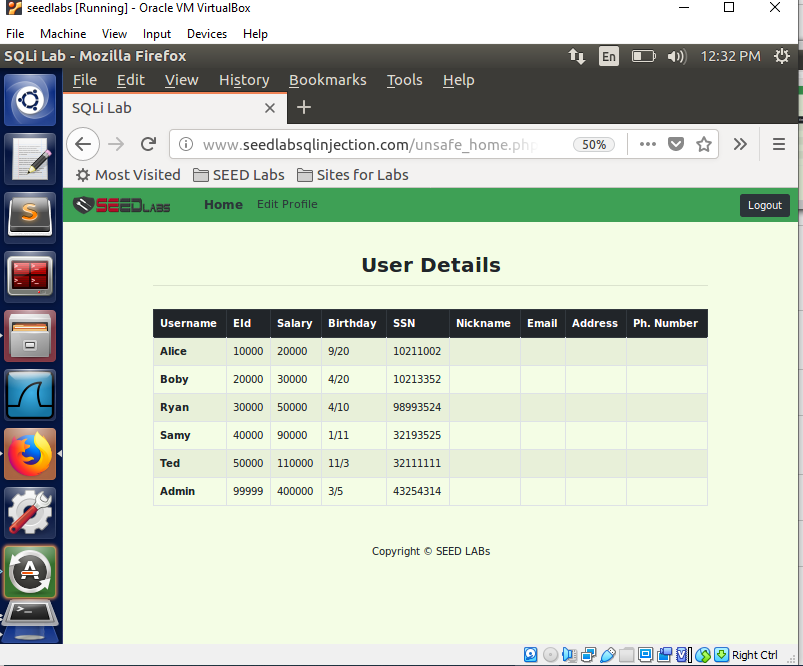 seedlabs [Running] - Oracle VM VirtualBox
File Machine View Input Devices Help
SQLi Lab - Mozilla Firefox En 12:32 PM
File Edit View History Bookmarks Tools Help
SQLi Lab
www.seedlabsqlinjection.com/unsafe_home.php 50%
Most Visited SEED Labs Sites for Labs
SEEDLABS Home Edit Profile Logout
User Details
Username EId Salary Birthday SSN Nickname Email Address Ph. Number
Alice 10000 20000 9/20 10211002
Boby 20000 30000 4/20 10213352
Ryan 30000 50000 4/10 98993524
Samy 40000 90000 1/11 32193525
Ted 50000 110000 11/3 32111111
Admin 99999 400000 3/5 43254314
Copyright © SEED LABs
Right Ctrl